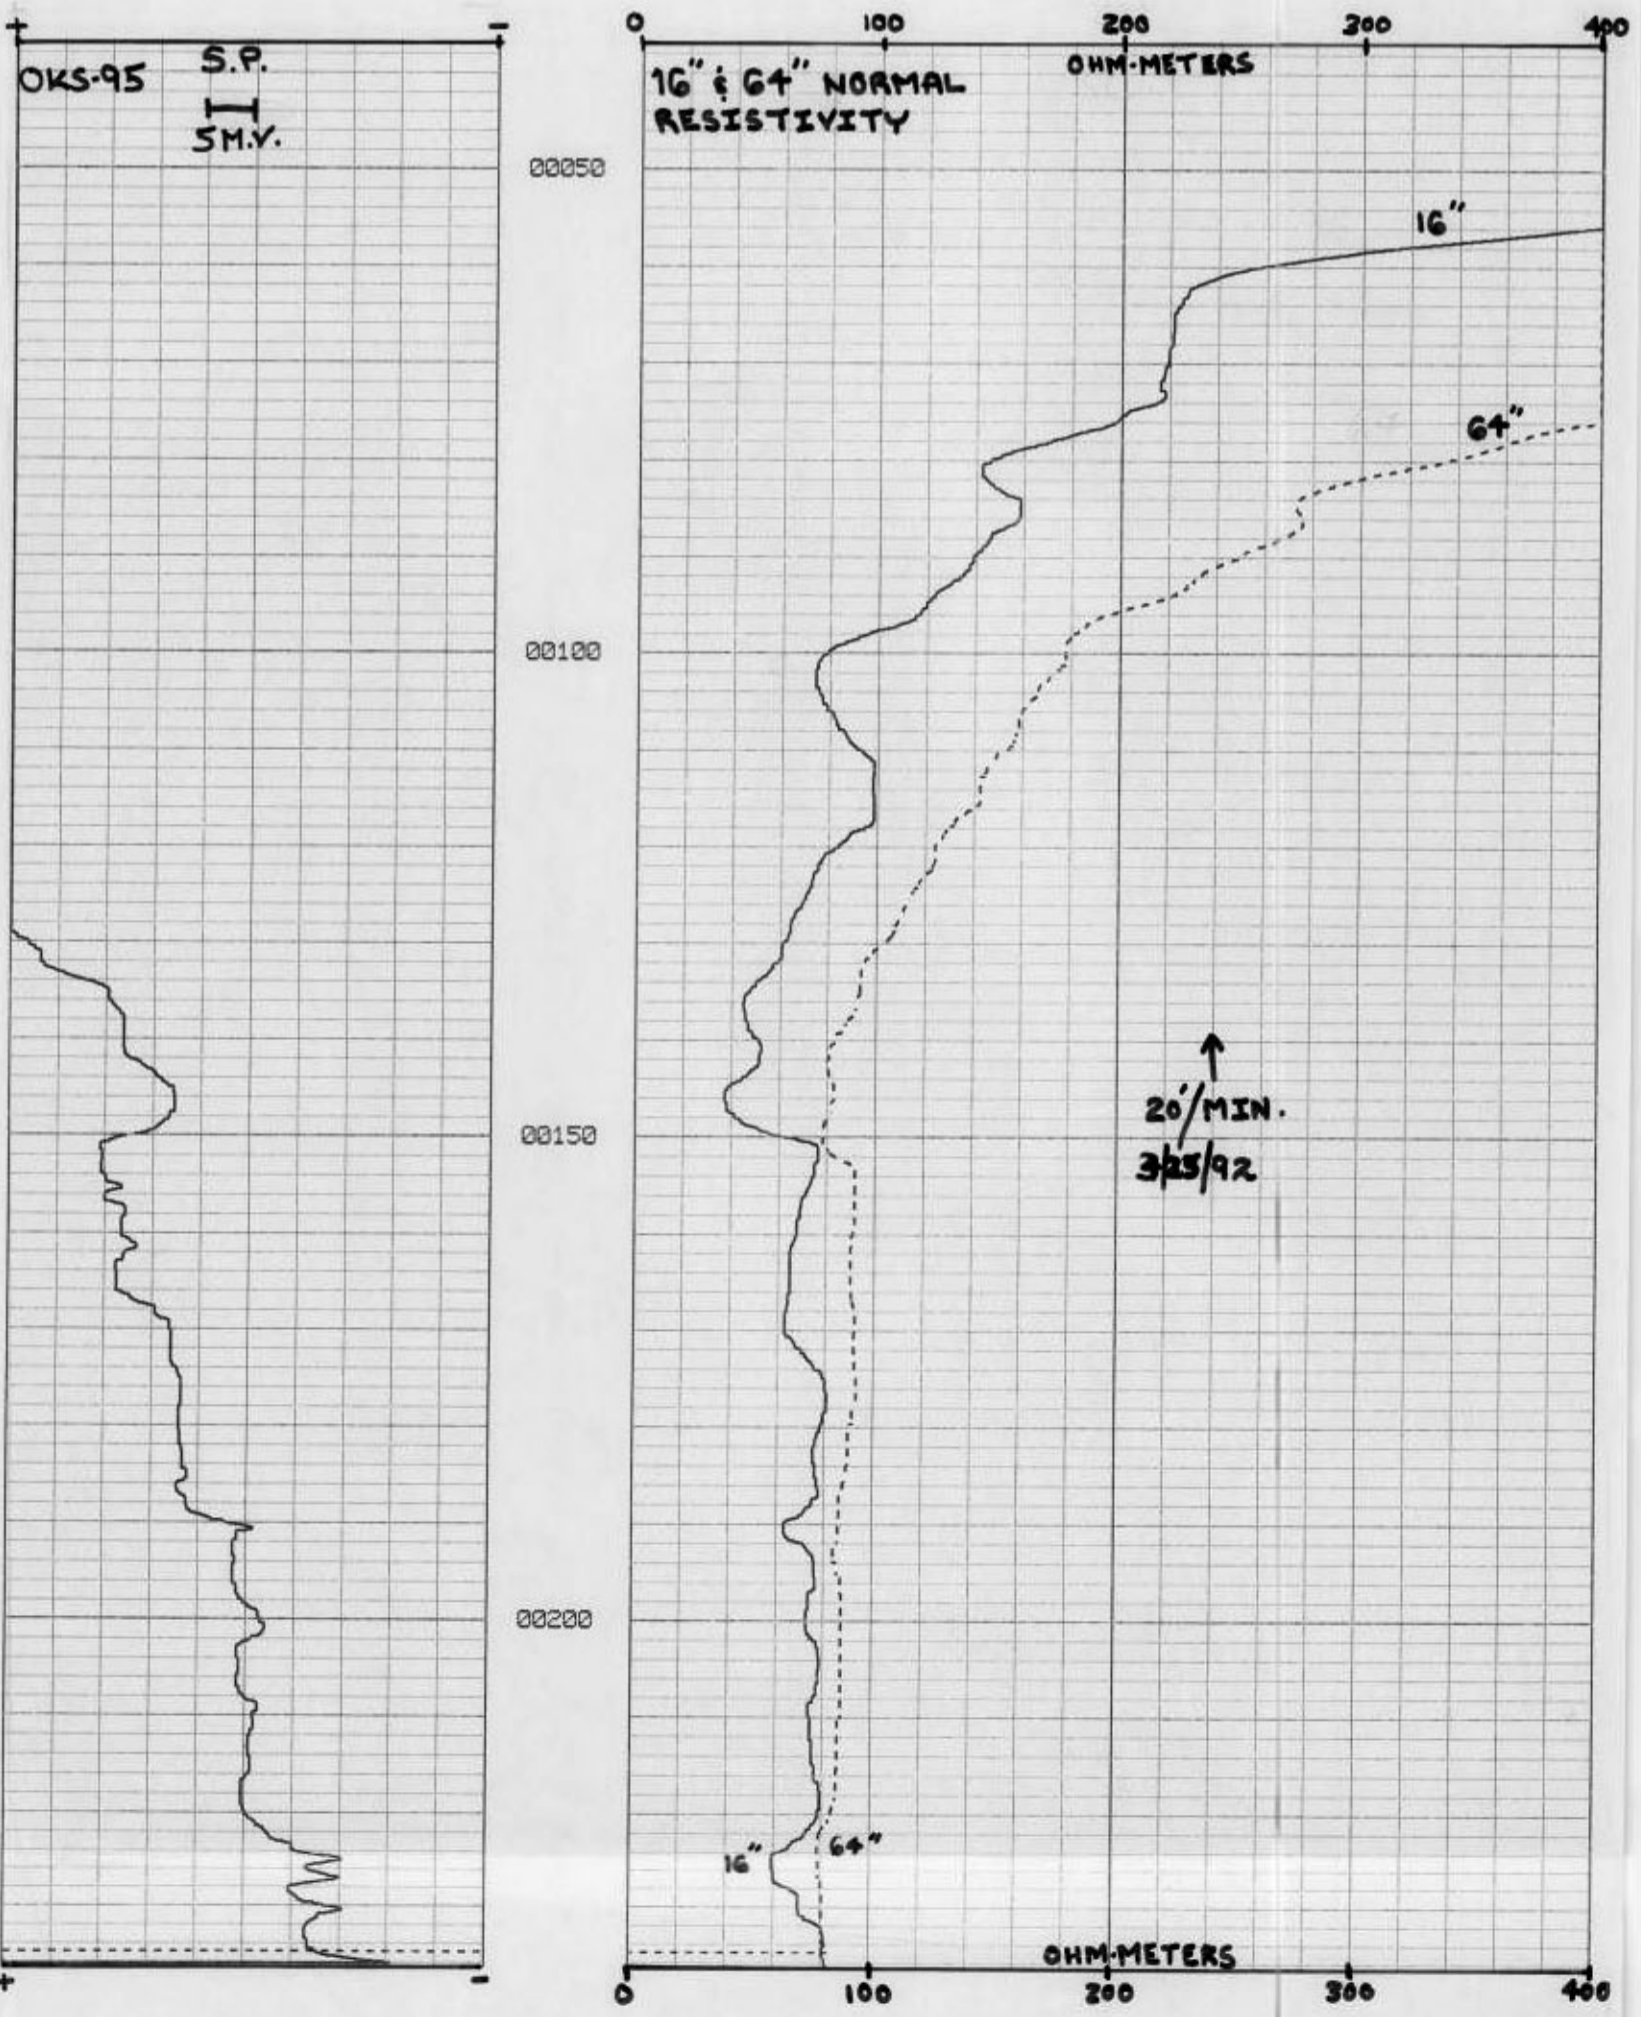 + -
0 100 200 300 400
OKS-95
S.P.
5 M.V.
16" & 64" NORMAL
RESISTIVITY
OHM-METERS
00050
16"
64"
00100
20'/MIN.
00150
3/25/92
00200
16" 64"
OHM-METERS
+ -
0 100 200 300 400